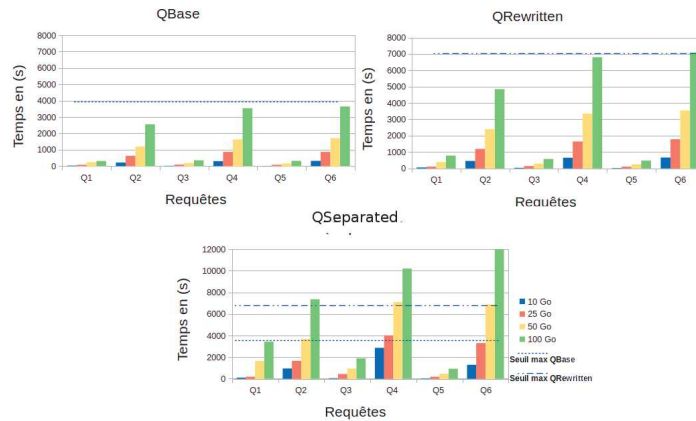 QBase
8000
7000
6000
5000
4000
3000
2000
1000
0
Temps en (s)
Q1 Q2 Q3 Q4 Q5 Q6
Requêtes
QRewritten
8000
7000
6000
5000
4000
3000
2000
1000
0
Temps en (s)
Q1 Q2 Q3 Q4 Q5 Q6
Requêtes
QSeparated
12000
10000
8000
6000
4000
2000
0
Temps en (s)
Q1 Q2 Q3 Q4 Q5 Q6
Requêtes
10 Go
25 Go
50 Go
100 Go
Seuil max QBase
Seuil max QRewritten